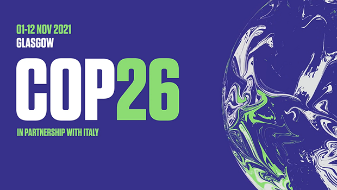 01-12 NOV 2021
GLASGOW
COP26
IN PARTNERSHIP WITH ITALY